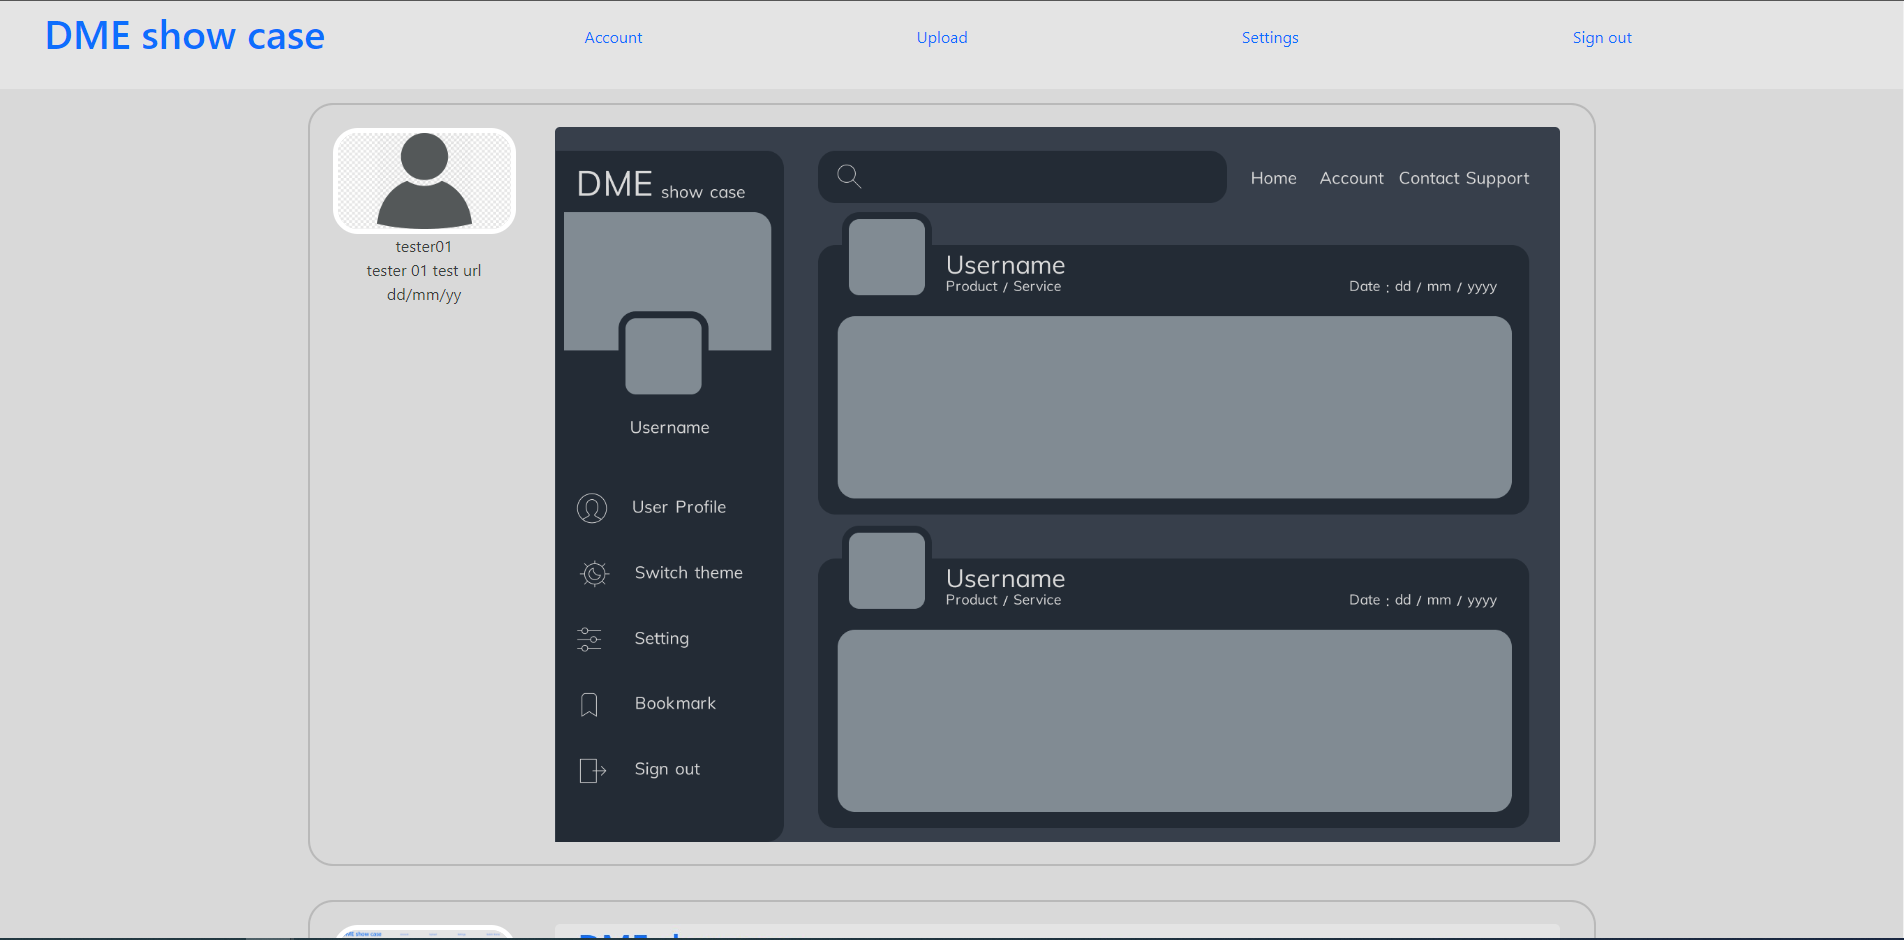 DME show case
Account
Upload
Settings
Sign out
tester01
tester 01 test url
dd/mm/yy
DME show case
Home
Account
Contact Support
Username
User Profile
Switch theme
Setting
Bookmark
Sign out
Username
Product / Service
Date : dd / mm / yyyy
Username
Product / Service
Date : dd / mm / yyyy